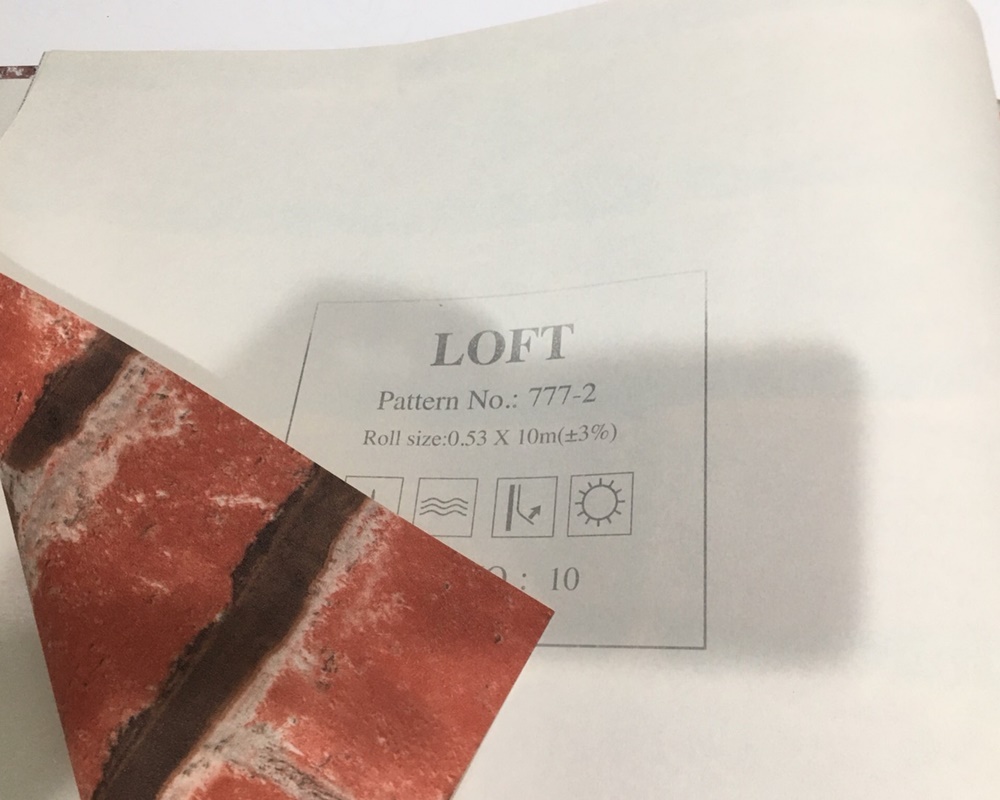 LOFT
Pattern No.: 777-2
Roll size:0.53 X 10m(±3%)
: 10